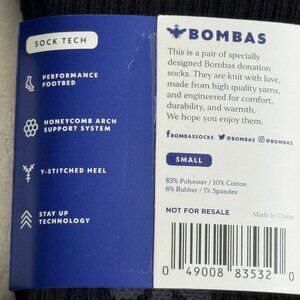 SOCK TECH
PERFORMANCE
FOOTBED
HONEYCOMB ARCH
SUPPORT SYSTEM
Y-STITCHED HEEL
STAY UP
TECHNOLOGY
BOMBAS
This is a pair of specially
designed Bombas donation
socks. They are knit with love,
made from high quality yarns,
and engineered for comfort,
durability, and warmth.
We hope you enjoy them.
BOMBASSOCKS @BOMBAS @BOMBAS
SMALL
83% Polyester / 10% Cotton
6% Rubber / 1% Spandex
NOT FOR RESALE
Made in China
0 49008 83532 0